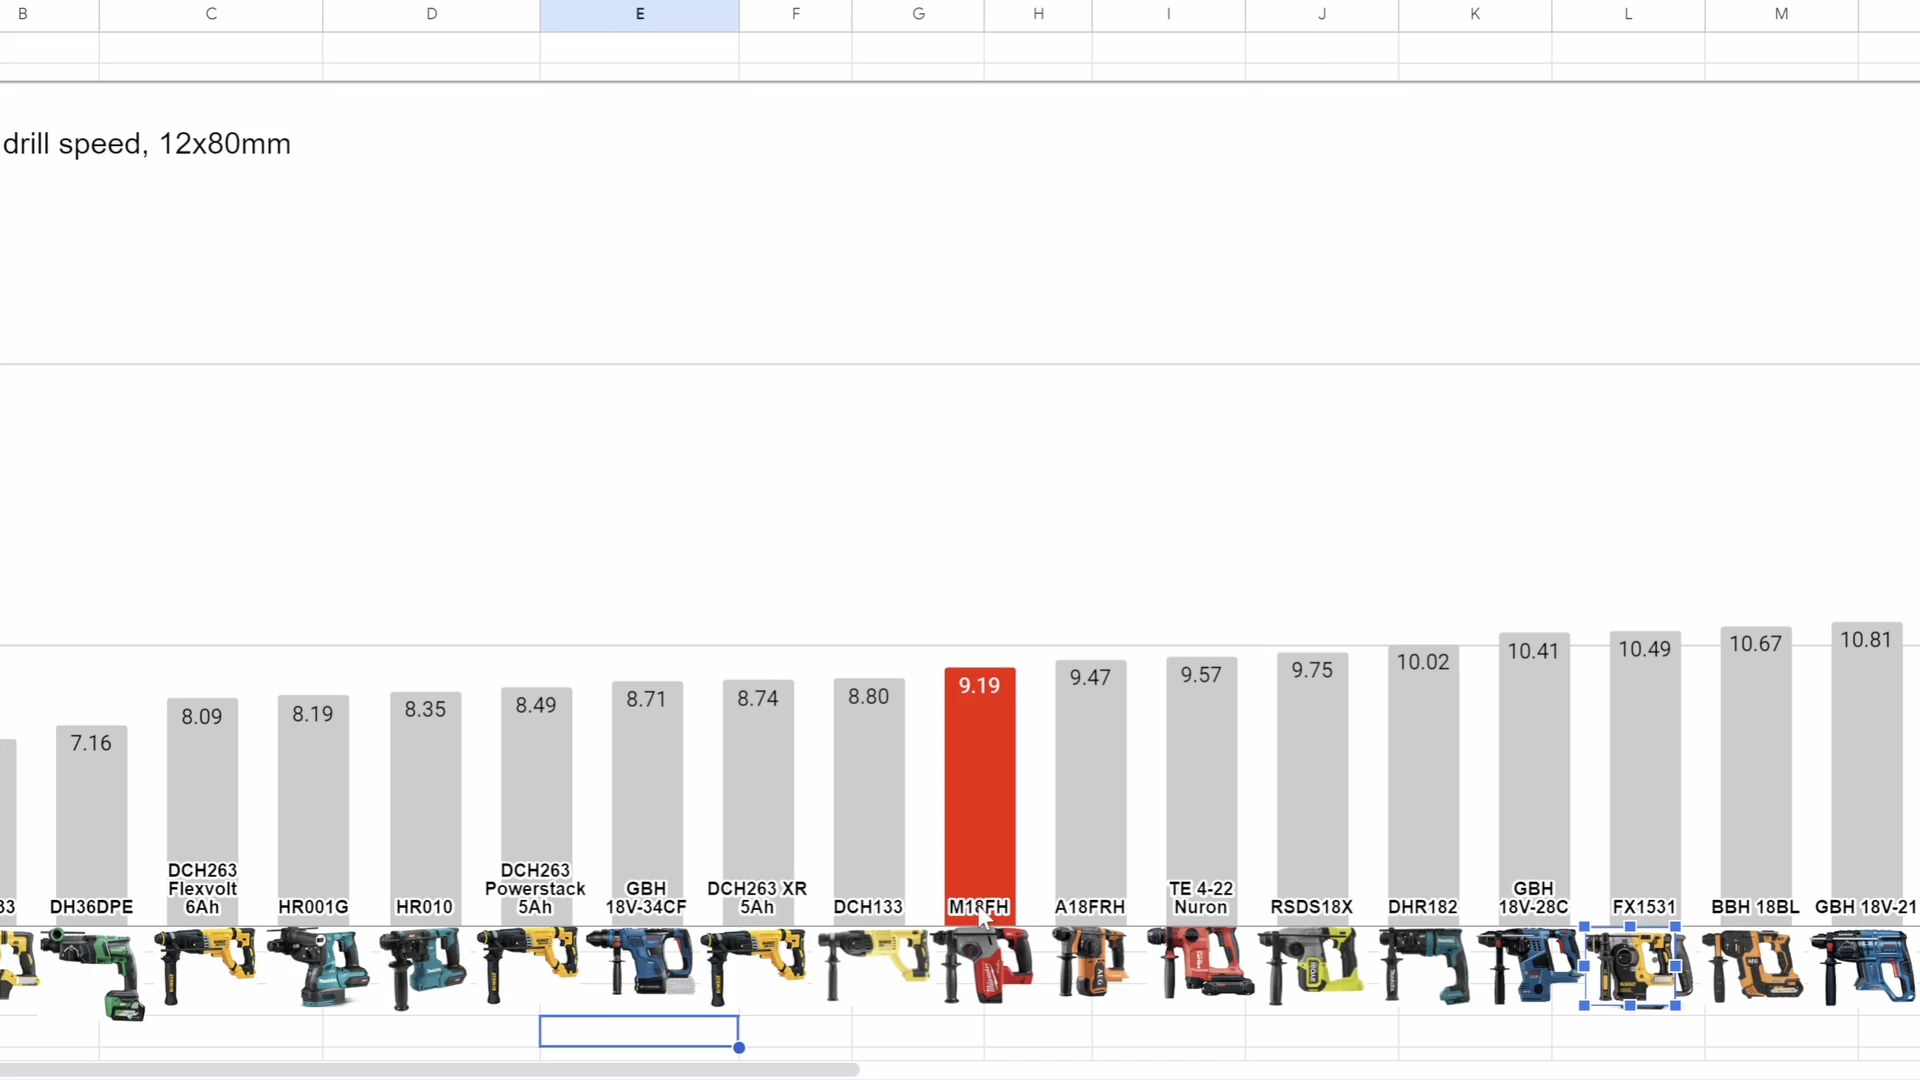 B C D E F G H I J K L M
drill speed, 12x80mm
7.16
8.09
8.19
8.35
8.49
8.71
8.74
8.80
9.19
9.47
9.57
9.75
10.02
10.41
10.49
10.67
10.81
33
DH36DPE
DCH263
Flexvolt
6Ah
HR001G
HR010
DCH263
Powerstack
5Ah
GBH
18V-34CF
DCH263 XR
5Ah
DCH133
M18FH
A18FRH
TE 4-22
Nuron
RSDS18X
DHR182
GBH
18V-28C
FX1531
BBH 18BL
GBH 18V-21